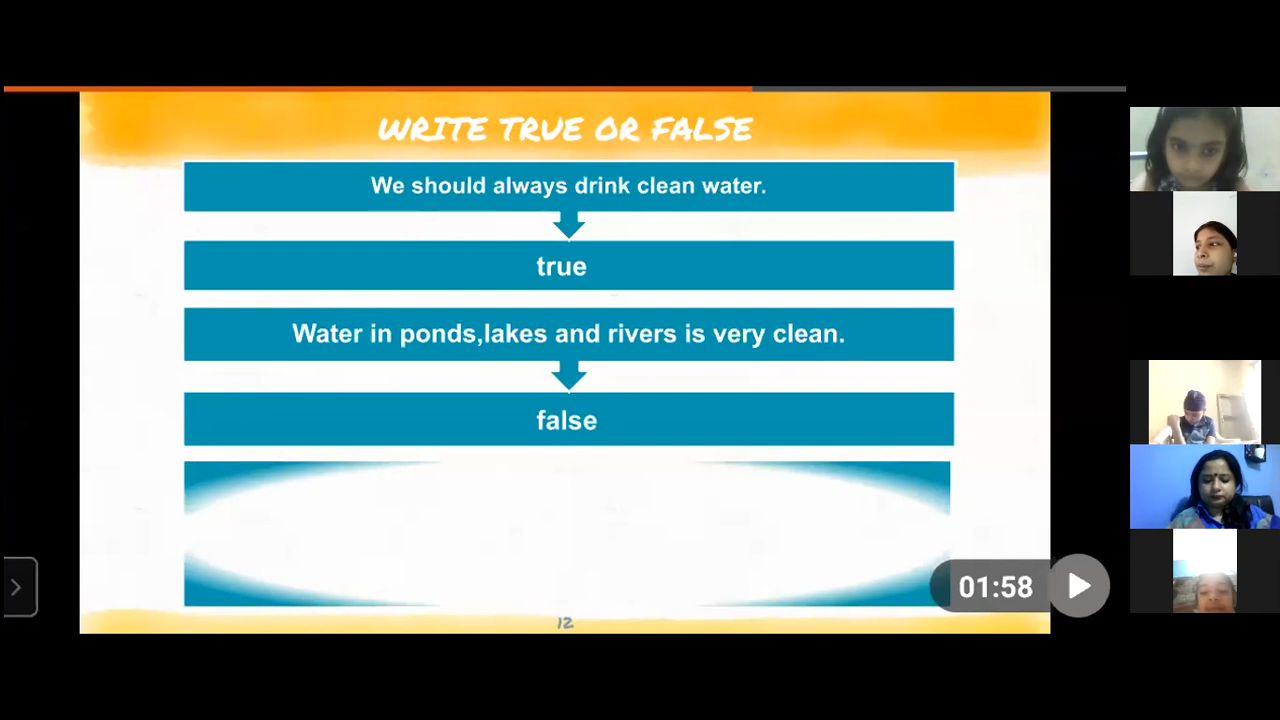 WRITE TRUE OR FALSE
We should always drink clean water.
true
Water in ponds,lakes and rivers is very clean.
false
01:58
12